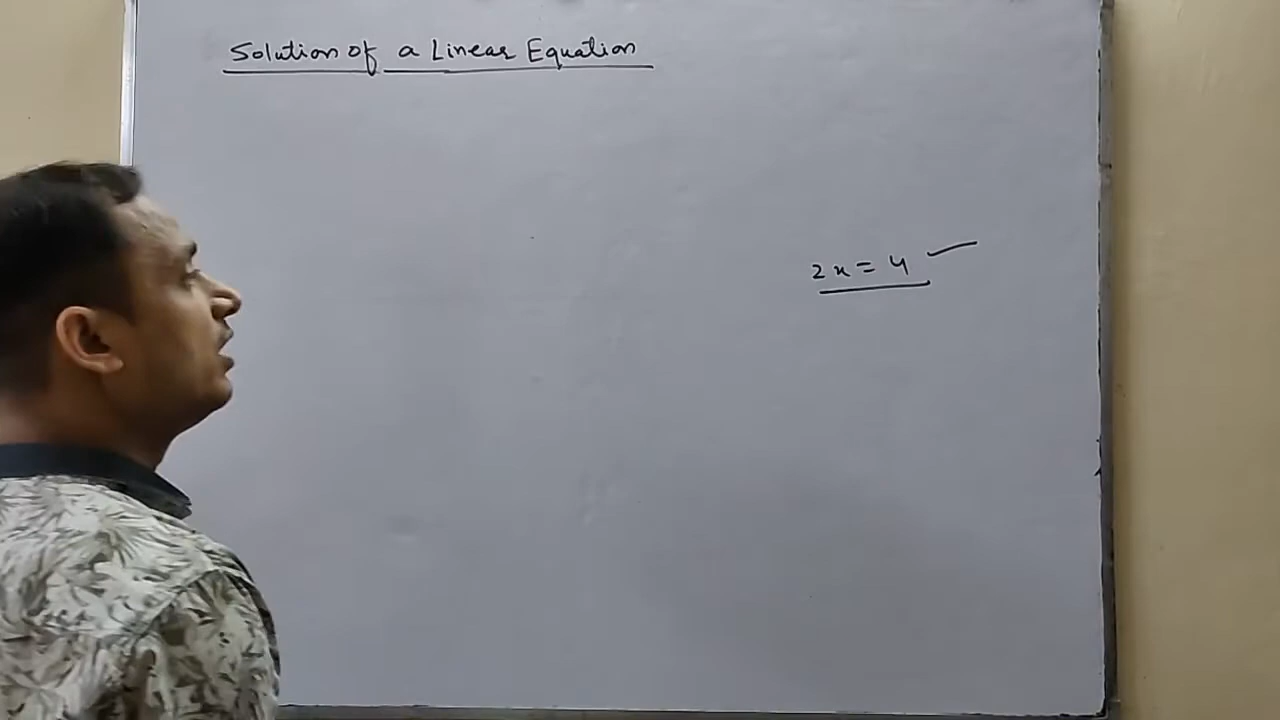 Solution of a Linear Equation
2x = 4